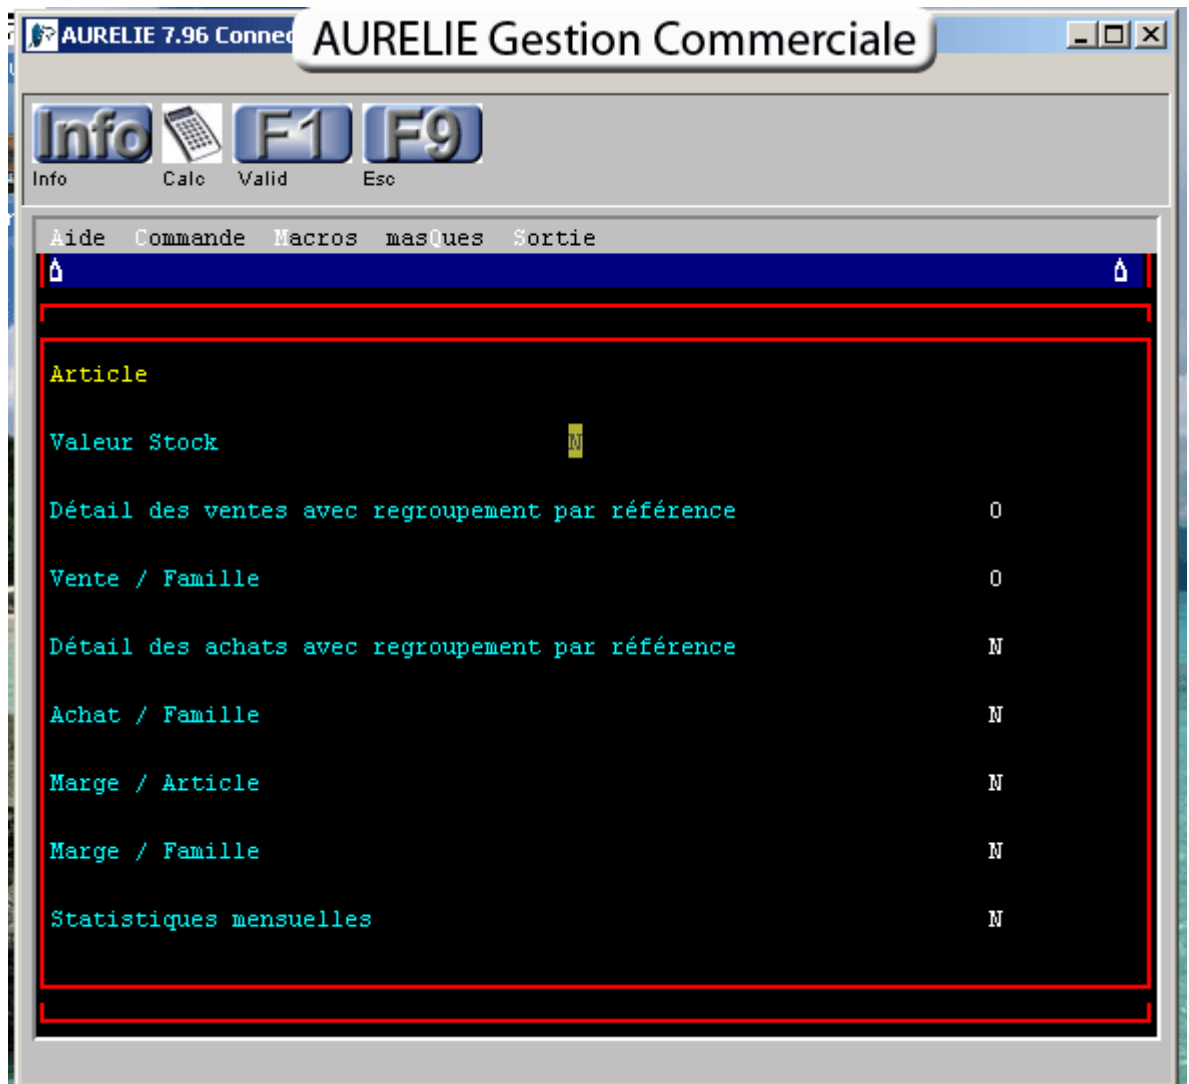 AURELIE 7.96 Connec
AURELIE Gestion Commerciale
Info F1 F9
Info Calc Valid Esc
Aide Commande Macros masQues Sortie
Article
Valeur Stock N
Détail des ventes avec regroupement par référence O
Vente / Famille O
Détail des achats avec regroupement par référence N
Achat / Famille N
Marge / Article N
Marge / Famille N
Statistiques mensuelles N